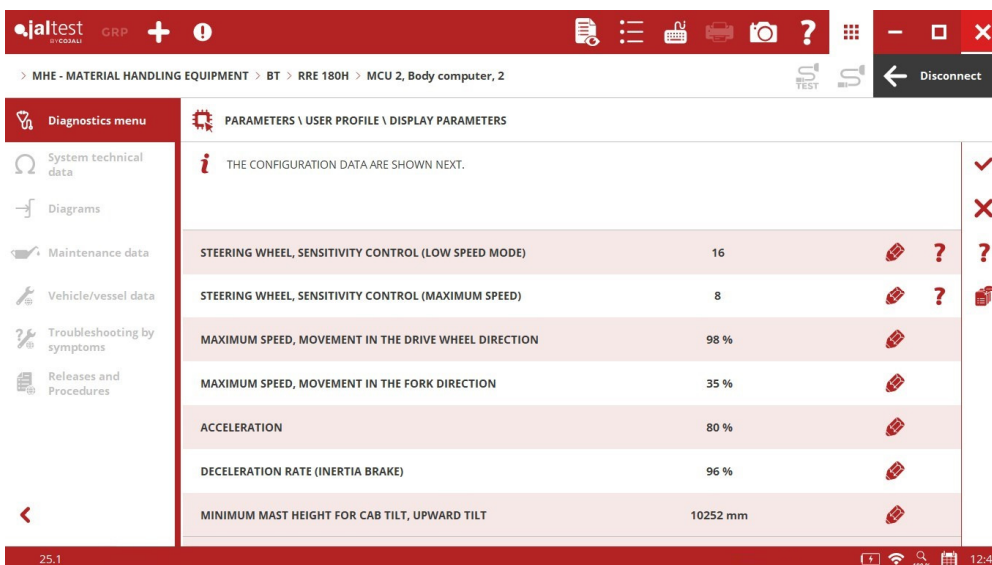 jaltest GRP
BY COJALI
> MHE - MATERIAL HANDLING EQUIPMENT > BT > RRE 180H > MCU 2, Body computer, 2
TEST
Disconnect
Diagnostics menu
PARAMETERS \ USER PROFILE \ DISPLAY PARAMETERS
System technical
data
THE CONFIGURATION DATA ARE SHOWN NEXT.
Diagrams
Maintenance data
STEERING WHEEL, SENSITIVITY CONTROL (LOW SPEED MODE) 16
Vehicle/vessel data
STEERING WHEEL, SENSITIVITY CONTROL (MAXIMUM SPEED) 8
Troubleshooting by
symptoms
MAXIMUM SPEED, MOVEMENT IN THE DRIVE WHEEL DIRECTION 98 %
Releases and
Procedures
MAXIMUM SPEED, MOVEMENT IN THE FORK DIRECTION 35 %
ACCELERATION 80 %
DECELERATION RATE (INERTIA BRAKE) 96 %
MINIMUM MAST HEIGHT FOR CAB TILT, UPWARD TILT 10252 mm
25.1
12:4